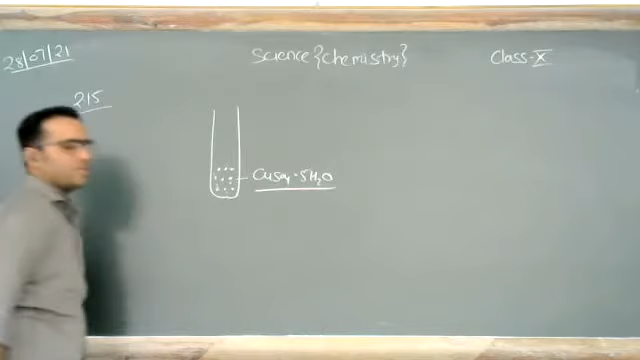 28/07/21
Science {Chemistry}
Class-X
215
CuSO4·5H2O